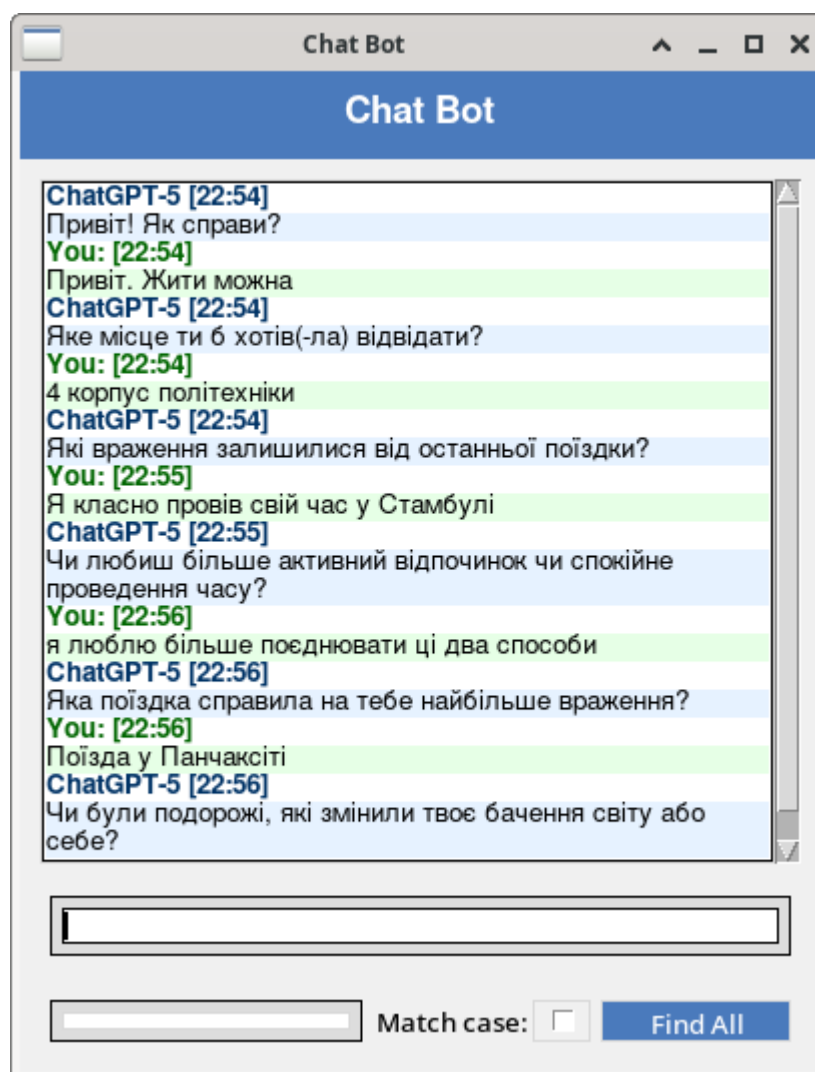 Chat Bot
Chat Bot
ChatGPT-5 [22:54]
Привіт! Як справи?
You: [22:54]
Привіт. Жити можна
ChatGPT-5 [22:54]
Яке місце ти б хотів(-ла) відвідати?
You: [22:54]
4 корпус політехніки
ChatGPT-5 [22:54]
Які враження залишилися від останньої поїздки?
You: [22:55]
Я класно провів свій час у Стамбулі
ChatGPT-5 [22:55]
Чи любиш більше активний відпочинок чи спокійне
проведення часу?
You: [22:56]
я люблю більше поєднювати ці два способи
ChatGPT-5 [22:56]
Яка поїздка справила на тебе найбільше враження?
You: [22:56]
Поїзда у Панчаксіті
ChatGPT-5 [22:56]
Чи були подорожі, які змінили твоє бачення світу або
себе?
Match case:
Find All